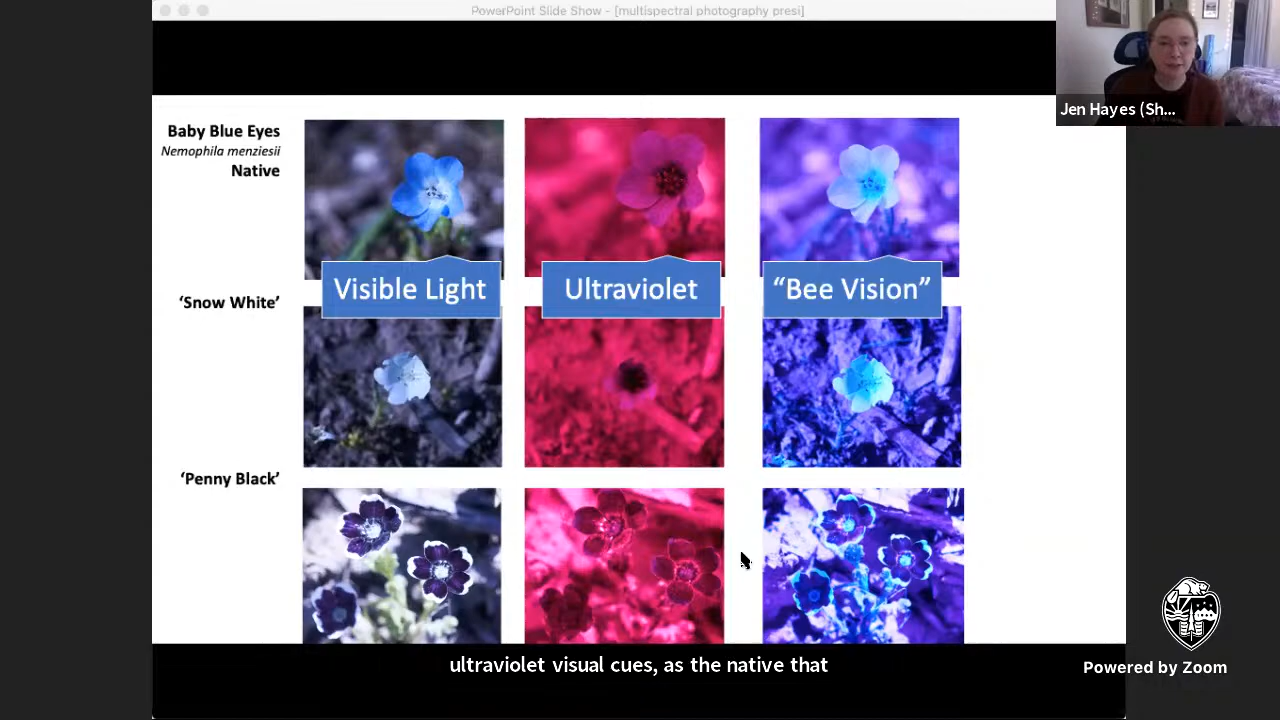 PowerPoint Slide Show - [multispectral photography presi]
Jen Hayes (Sh...
Baby Blue Eyes
Nemophila menziesii
Native
Visible Light
Ultraviolet
“Bee Vision”
‘Snow White’
‘Penny Black’
ultraviolet visual cues, as the native that
Powered by Zoom